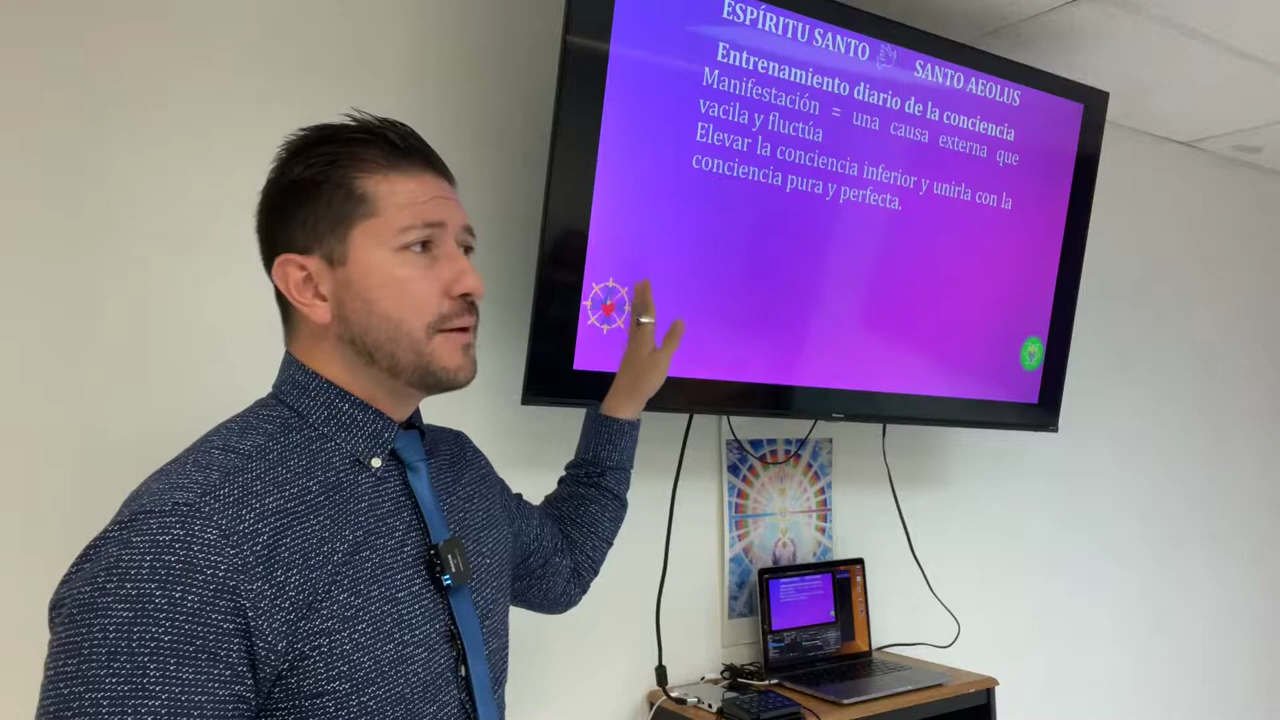 ESPÍRITU SANTO SANTO AEOLUS
Entrenamiento diario de la conciencia
Manifestación = una causa externa que
vacila y fluctúa
Elevar la conciencia inferior y unirla con la
conciencia pura y perfecta.